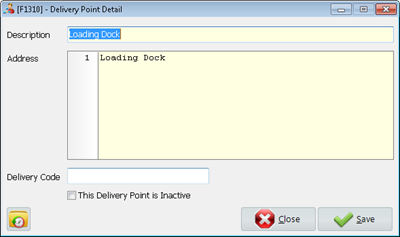 [F1310] - Delivery Point Detail
Description Loading Dock
Address 1 Loading Dock
Delivery Code
This Delivery Point is Inactive
Close Save